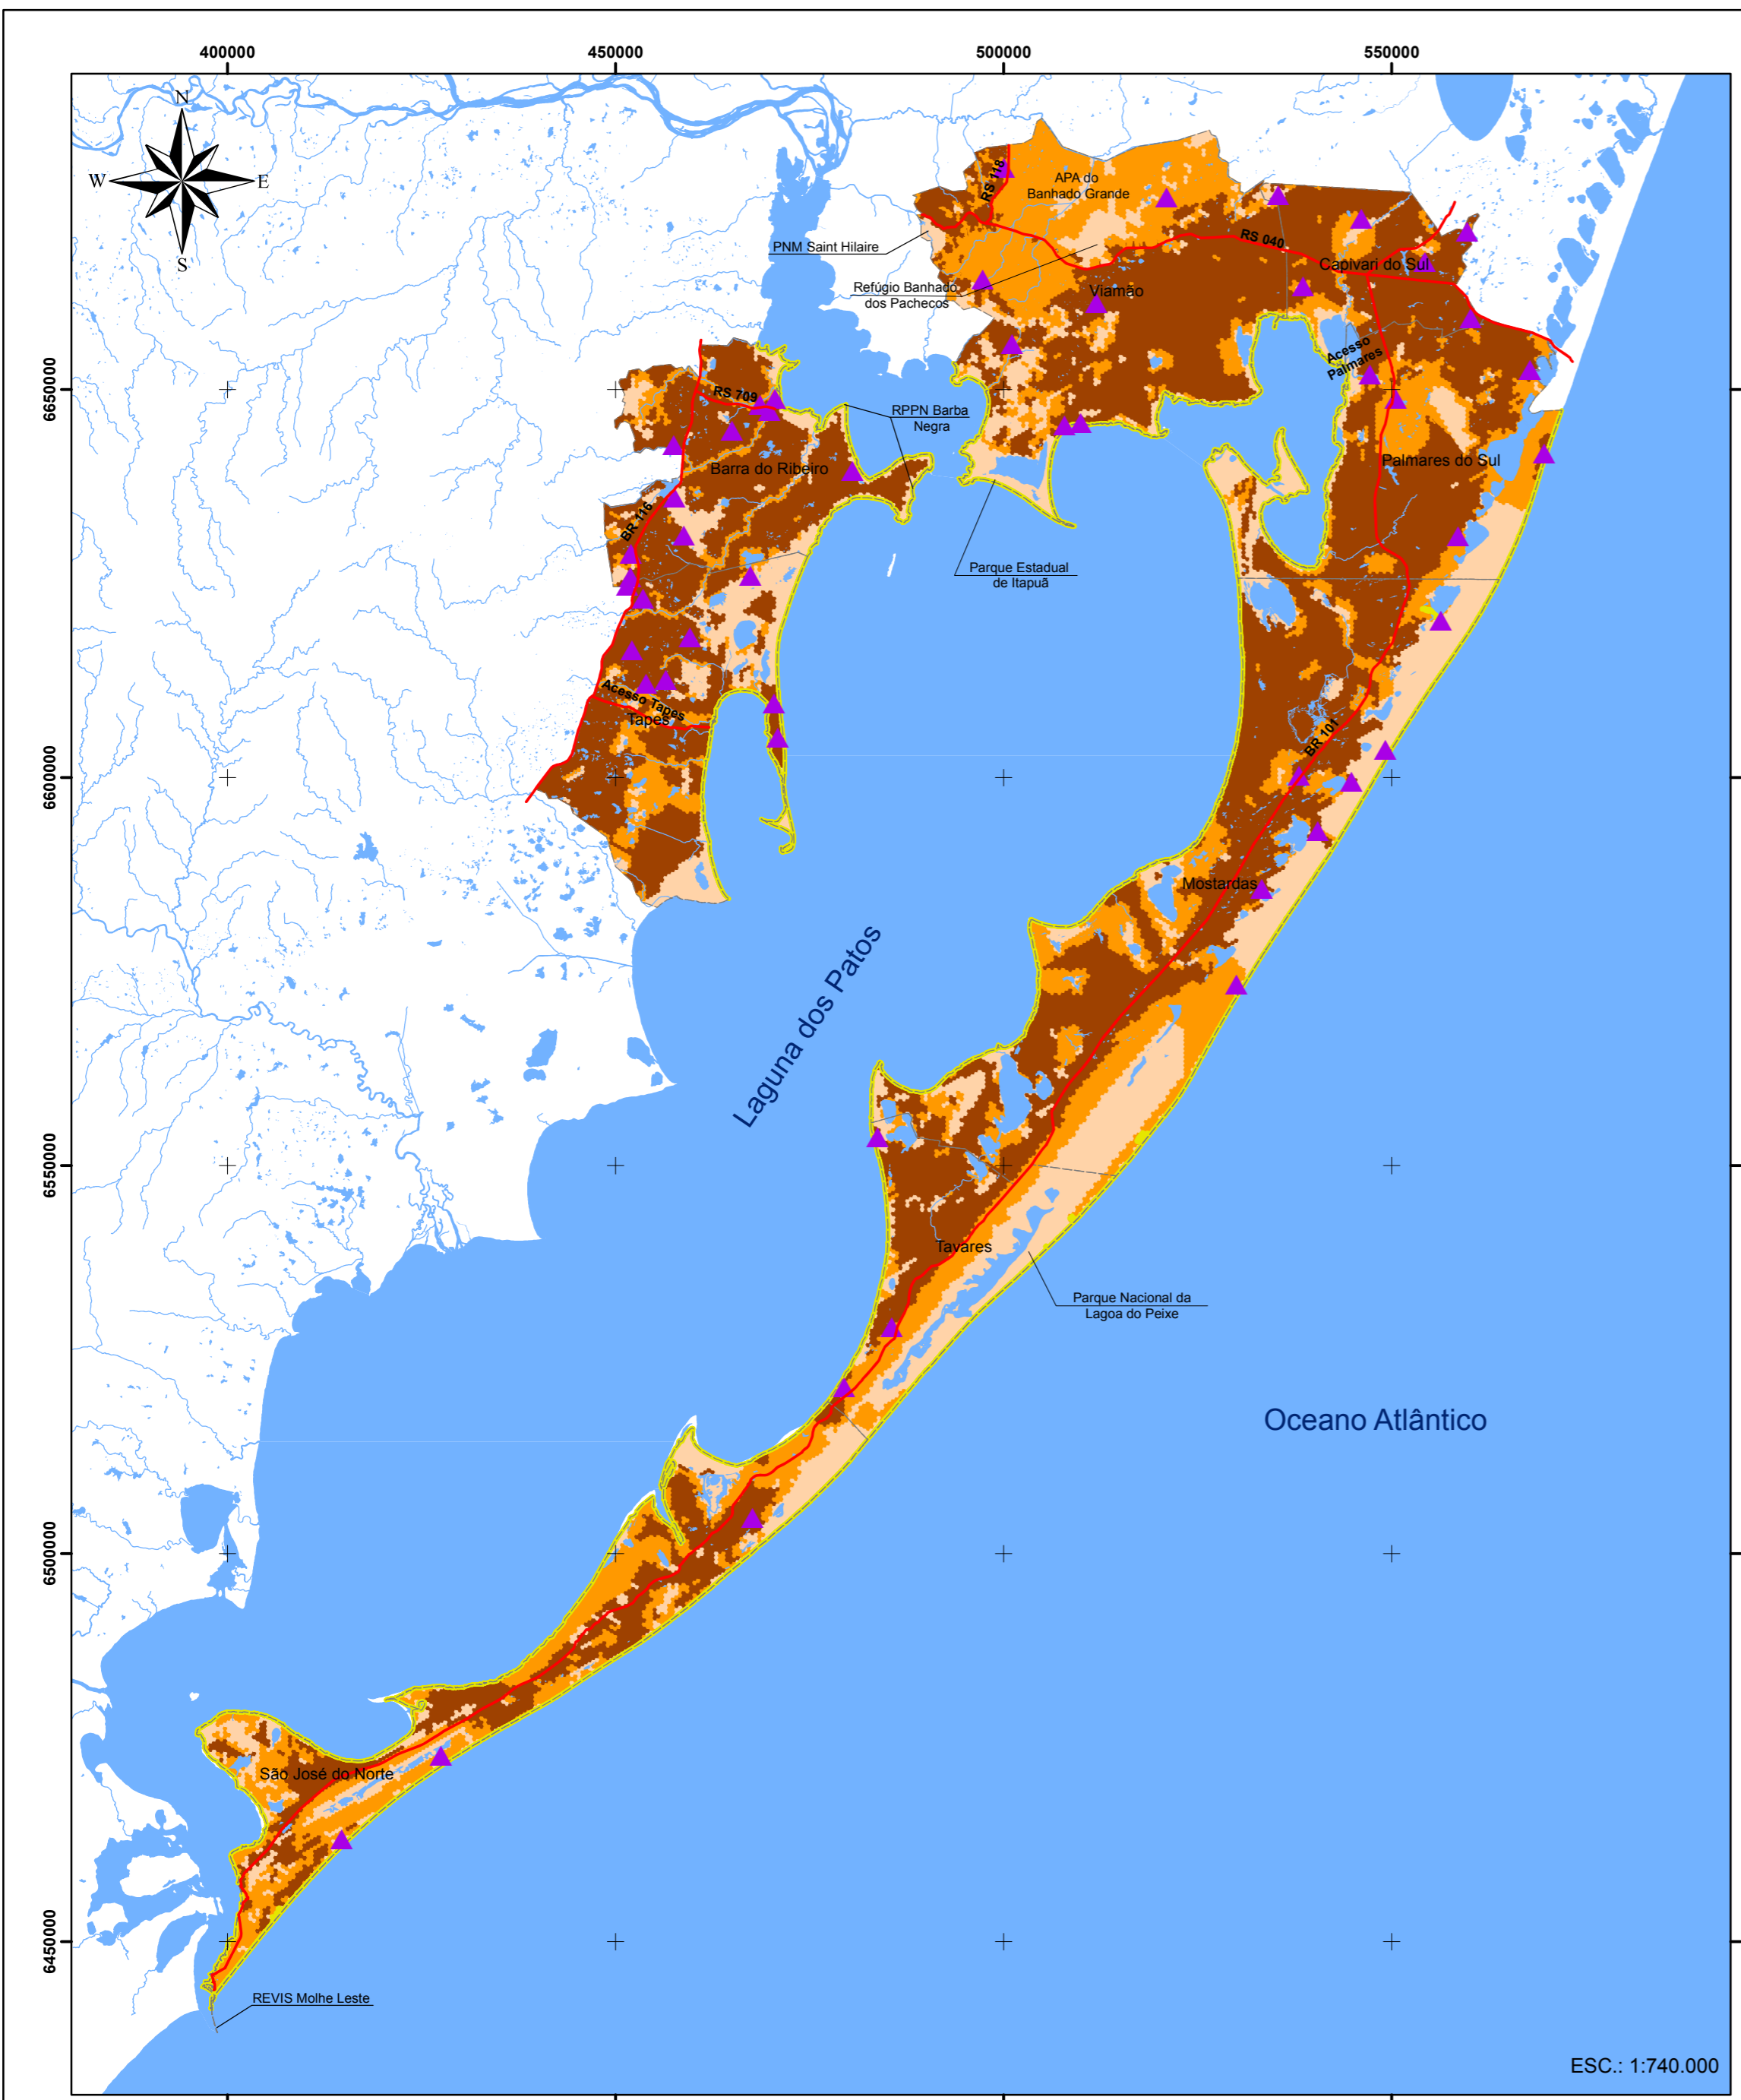 400000 450000 500000 550000
N
W E
S
RS 118
APA do
Banhado Grande
PNM Saint Hilaire
RS 040
Capivari do Sul
Refúgio Banhado
dos Pachecos
Viamão
Acesso
Palmares
6650000
RS 709
RPPN Barba
Negra
Barra do Ribeiro
Palmares do Sul
BR 116
Parque Estadual
de Itapuã
Acesso Tapes
Tapes
BR 101
6600000
Mostardas
Laguna dos Patos
6550000
Tavares
Parque Nacional da
Lagoa do Peixe
Oceano Atlântico
6500000
São José do Norte
6450000
REVIS Molhe Leste
ESC.: 1:740.000